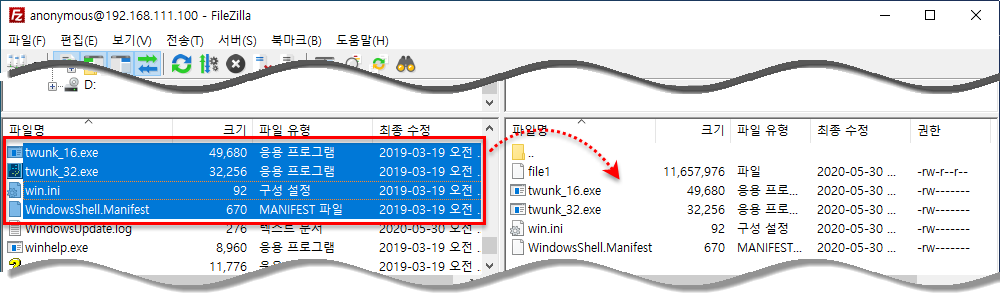 anonymous@192.168.111.100 - FileZilla
파일(F) 편집(E) 보기(V) 전송(T) 서버(S) 북마크(B) 도움말(H)
D:
파일명 크기 파일 유형 최종 수정
twunk_16.exe 49,680 응용 프로그램 2019-03-19 오전 ...
twunk_32.exe 32,256 응용 프로그램 2019-03-19 오전 ...
win.ini 92 구성 설정 2019-03-19 오전 ...
WindowsShell.Manifest 670 MANIFEST 파일 2019-03-19 오전 ...
WindowsUpdate.log 276 텍스트 문서 2020-05-30 오전 ...
winhelp.exe 8,960 응용 프로그램 2019-03-19 오전 ...
11,776 응용 프로그램 2019-03-19 오전 ...
파일명 크기 파일 유형 최종 수정 권한
..
file1 11,657,976 파일 2020-05-30 ... -rw-r--r--
twunk_16.exe 49,680 응용 프로... 2020-05-30 ... -rw-------
twunk_32.exe 32,256 응용 프로... 2020-05-30 ... -rw-------
win.ini 92 구성 설정 2020-05-30 ... -rw-------
WindowsShell.Manifest 670 MANIFEST... 2020-05-30 ... -rw-------